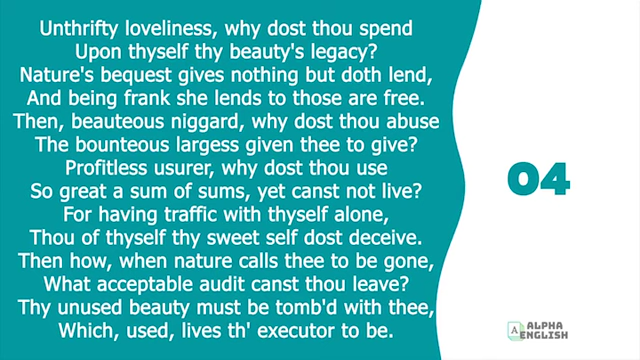 Unthrifty loveliness, why dost thou spend
Upon thyself thy beauty's legacy?
Nature's bequest gives nothing but doth lend,
And being frank she lends to those are free.
Then, beauteous niggard, why dost thou abuse
The bounteous largess given thee to give?
Profitless usurer, why dost thou use
So great a sum of sums, yet canst not live?
For having traffic with thyself alone,
Thou of thyself thy sweet self dost deceive.
Then how, when nature calls thee to be gone,
What acceptable audit canst thou leave?
Thy unused beauty must be tomb'd with thee,
Which, used, lives th' executor to be.
04
A ALPHA
ENGLISH